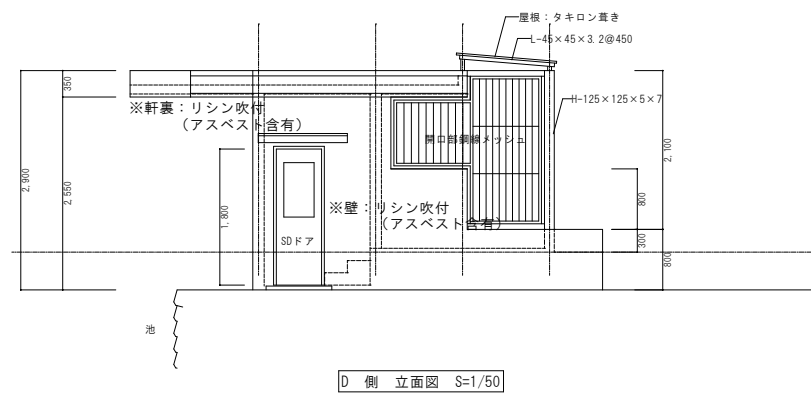 屋根：タキロン葺き
L-45×45×3.2@450
H-125×125×5×7
※軒裏：リシン吹付
（アスベスト含有）
開口部鋼線メッシュ
※壁：リシン吹付
（アスベスト含有）
SDドア
350
2,900
2,550
1,800
2,100
800
300
800
池
D 側 立面図 S=1/50